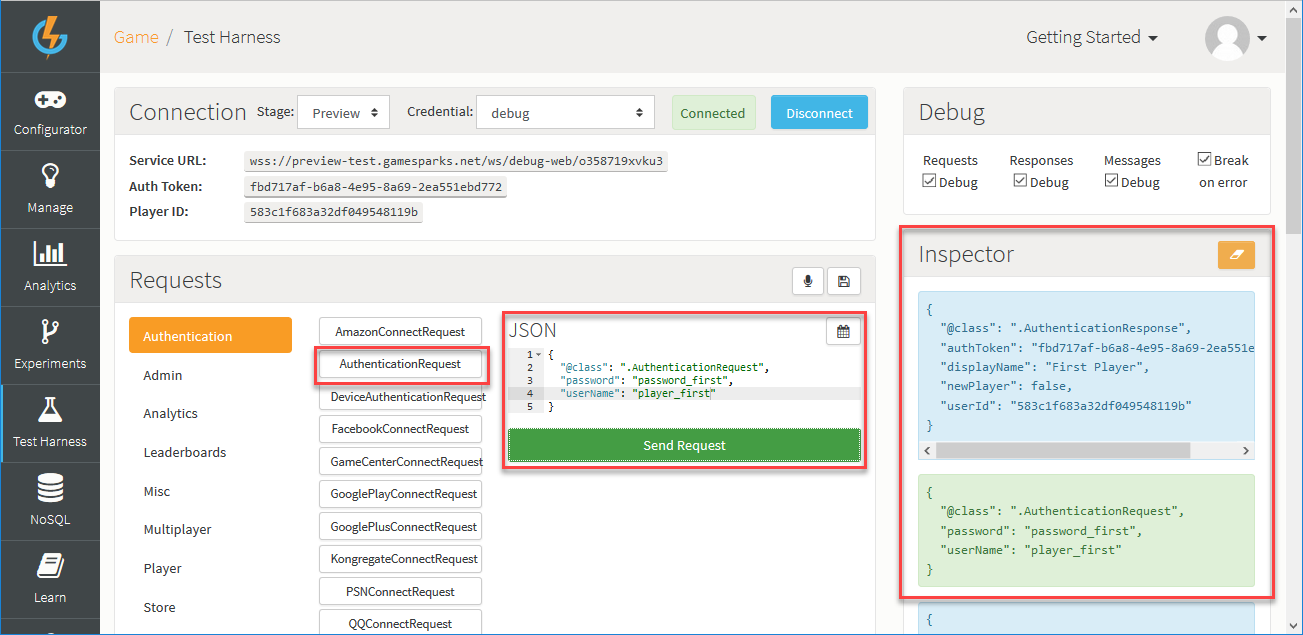 Game / Test Harness
Getting Started
Configurator
Manage
Analytics
Experiments
Test Harness
NoSQL
Learn
Connection Stage: Preview Credential: debug Connected Disconnect
Service URL: wss://preview-test.gamesparks.net/ws/debug-web/o358719xvku3
Auth Token: fbd717af-b6a8-4e95-8a69-2ea551ebd772
Player ID: 583c1f683a32df049548119b
Requests
Authentication
Admin
Analytics
Leaderboards
Misc
Multiplayer
Player
Store
AmazonConnectRequest
AuthenticationRequest
DeviceAuthenticationRequest
FacebookConnectRequest
GameCenterConnectRequest
GooglePlayConnectRequest
GooglePlusConnectRequest
KongregateConnectRequest
PSNConnectRequest
QQConnectRequest
JSON
1 {
2 "@class": ".AuthenticationRequest",
3 "password": "password_first",
4 "userName": "player_first"
5 }
Send Request
Debug
Requests Responses Messages Break
Debug Debug Debug on error
Inspector
{
"@class": ".AuthenticationResponse",
"authToken": "fbd717af-b6a8-4e95-8a69-2ea551e
"displayName": "First Player",
"newPlayer": false,
"userId": "583c1f683a32df049548119b"
}
{
"@class": ".AuthenticationRequest",
"password": "password_first",
"userName": "player_first"
}
{